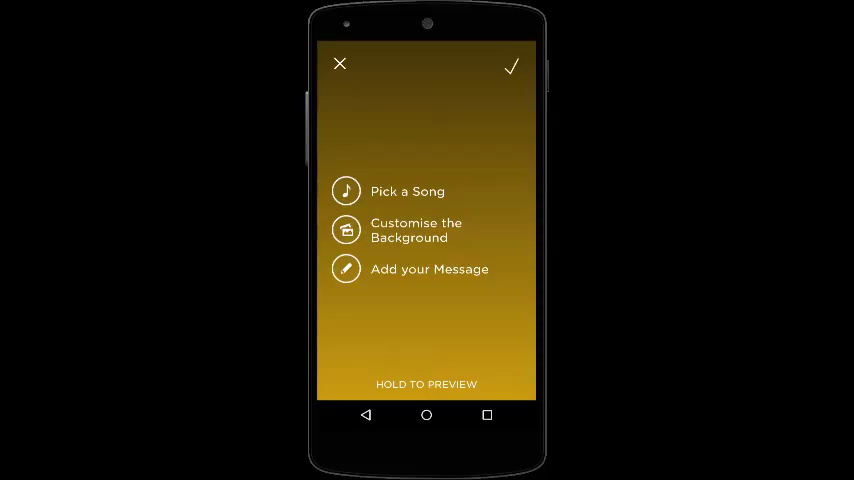 Pick a Song
Customise the
Background
Add your Message
HOLD TO PREVIEW